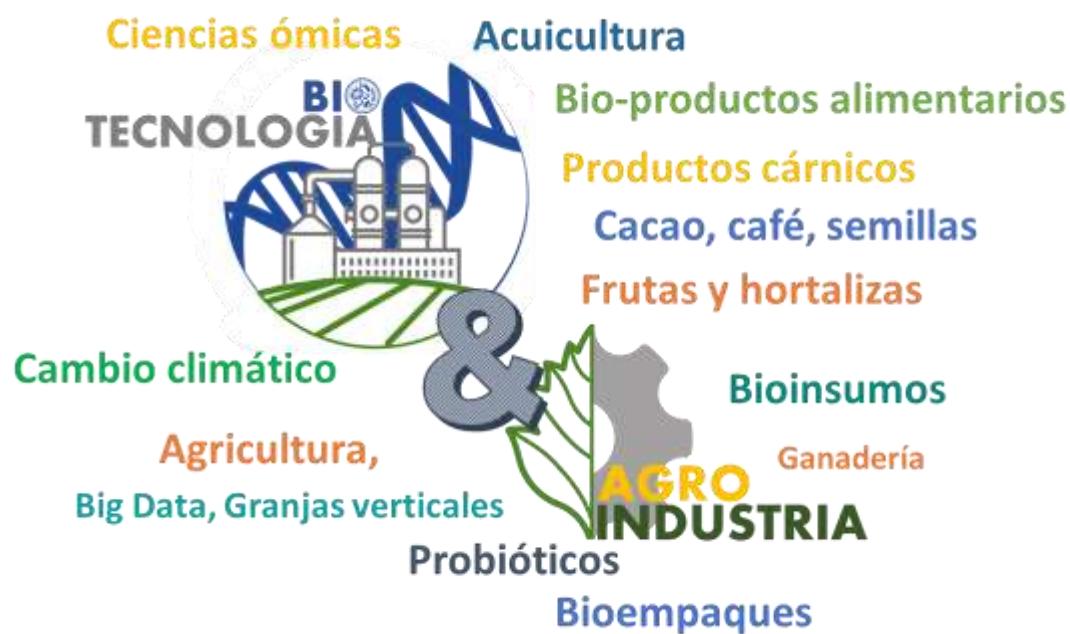 Ciencias ómicas
Acuicultura
BIO
TECNOLOGIA
Bio-productos alimentarios
Productos cárnicos
Cacao, café, semillas
Frutas y hortalizas
&
Cambio climático
Bioinsumos
Agricultura,
Ganadería
Big Data, Granjas verticales
AGRO
INDUSTRIA
Probióticos
Bioempaques